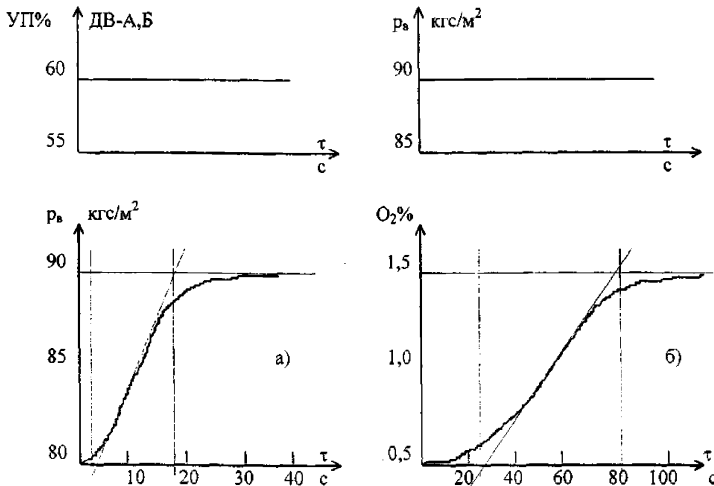 УП% ДВ-А,Б
60
55
τ
с
pв кгс/м²
90
85
τ
с
pв кгс/м²
90
85
80
а)
10 20 30 40
τ
с
O₂%
1,5
1,0
0,5
б)
20 40 60 80 100
τ
с